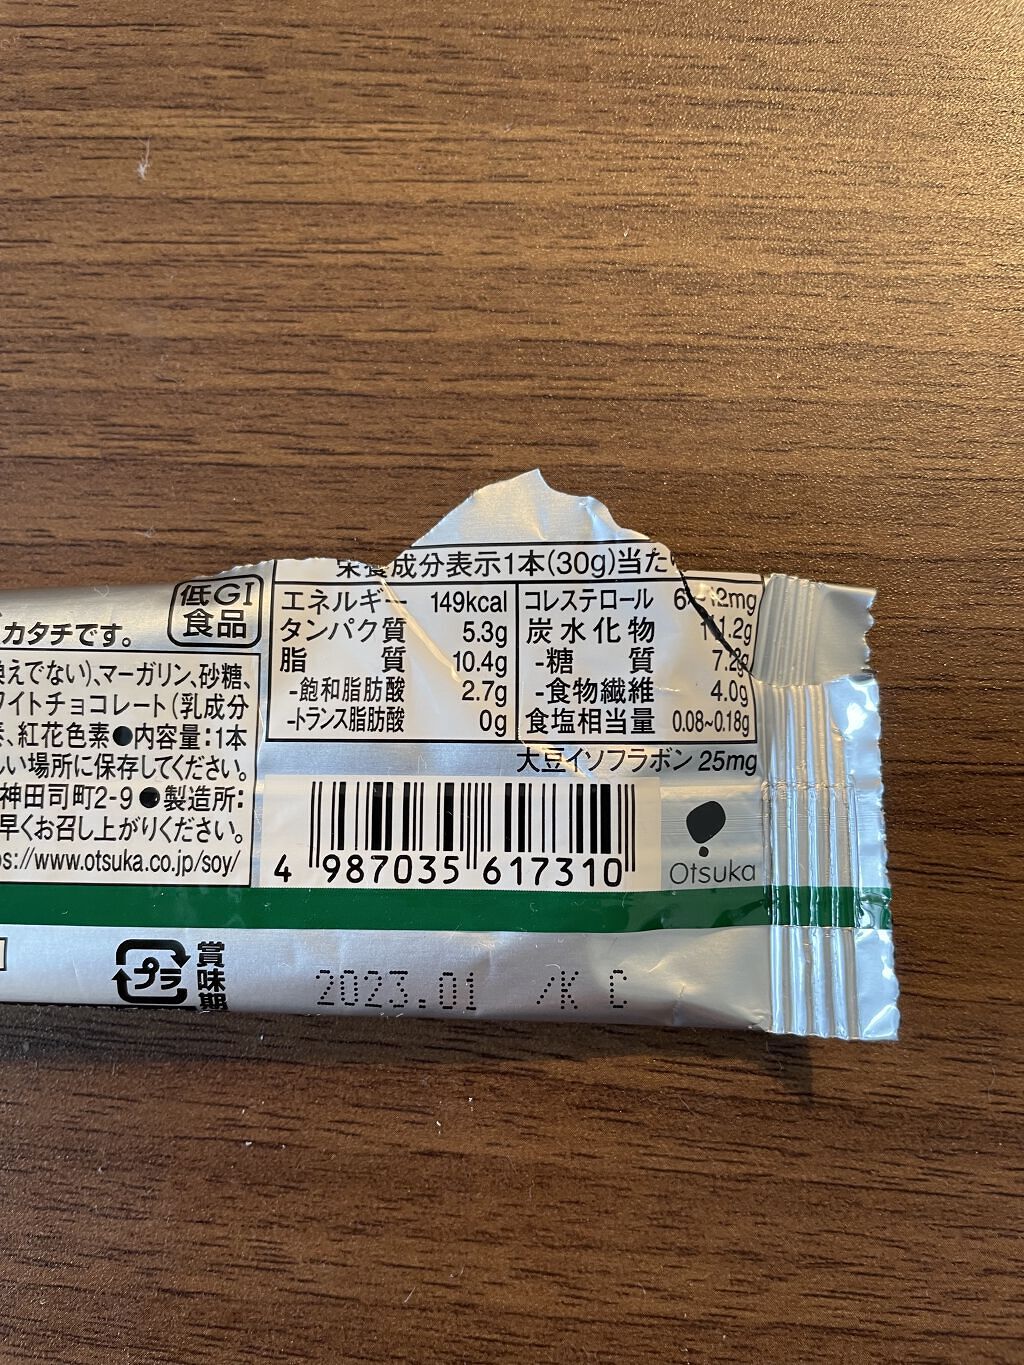 低GI
食品
カタチです。
換えでない)、マーガリン、砂糖、
ワイトチョコレート(乳成分
、紅花色素●内容量:1本
しい場所に保存してください。
神田司町2-9●製造所:
早くお召し上がりください。
ps://www.otsuka.co.jp/soy/
栄養成分表示1本(30g)当た
エネルギー 149kcal
タンパク質 5.3g
脂質 10.4g
-飽和脂肪酸 2.7g
-トランス脂肪酸 0g
コレステロール 2mg
炭水化物 11.2g
-糖質 7.2g
-食物繊維 4.0g
食塩相当量 0.08~0.18g
大豆イソフラボン 25mg
4 987035 617310
Otsuka
プラ
賞味期
2023.01 /K C